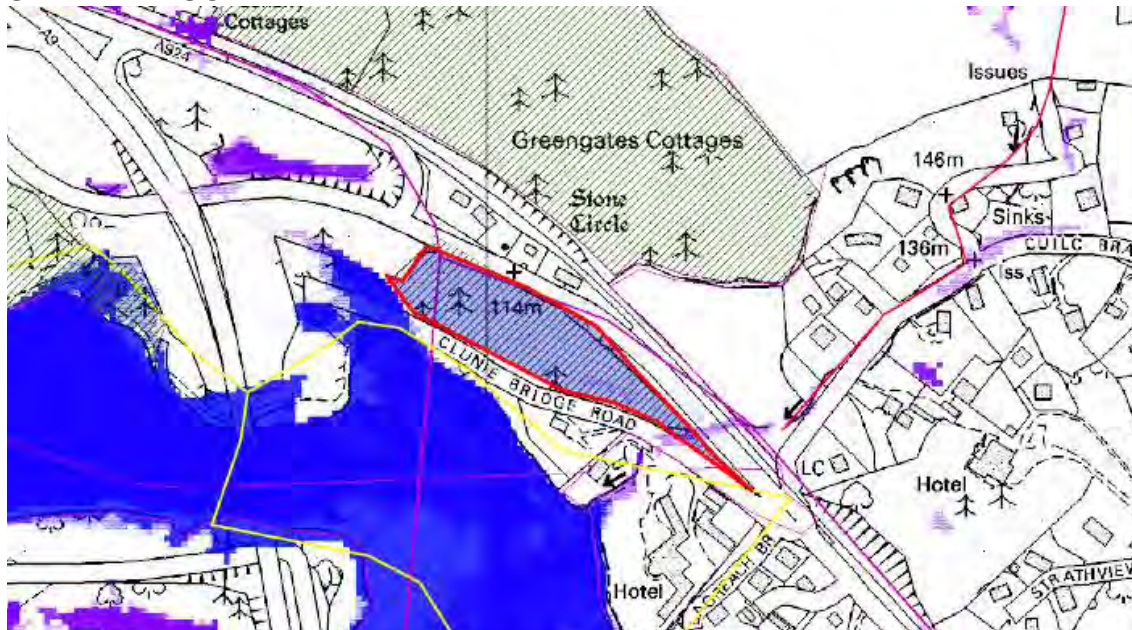 Cottages
A9
A924
Issues
Greengates Cottages
146m
Stone
Circle
Sinks
136m
CUILC BRA
Iss
114m
CLUNIE BRIDGE ROAD
LC
Hotel
Hotel
STRATHVIEW